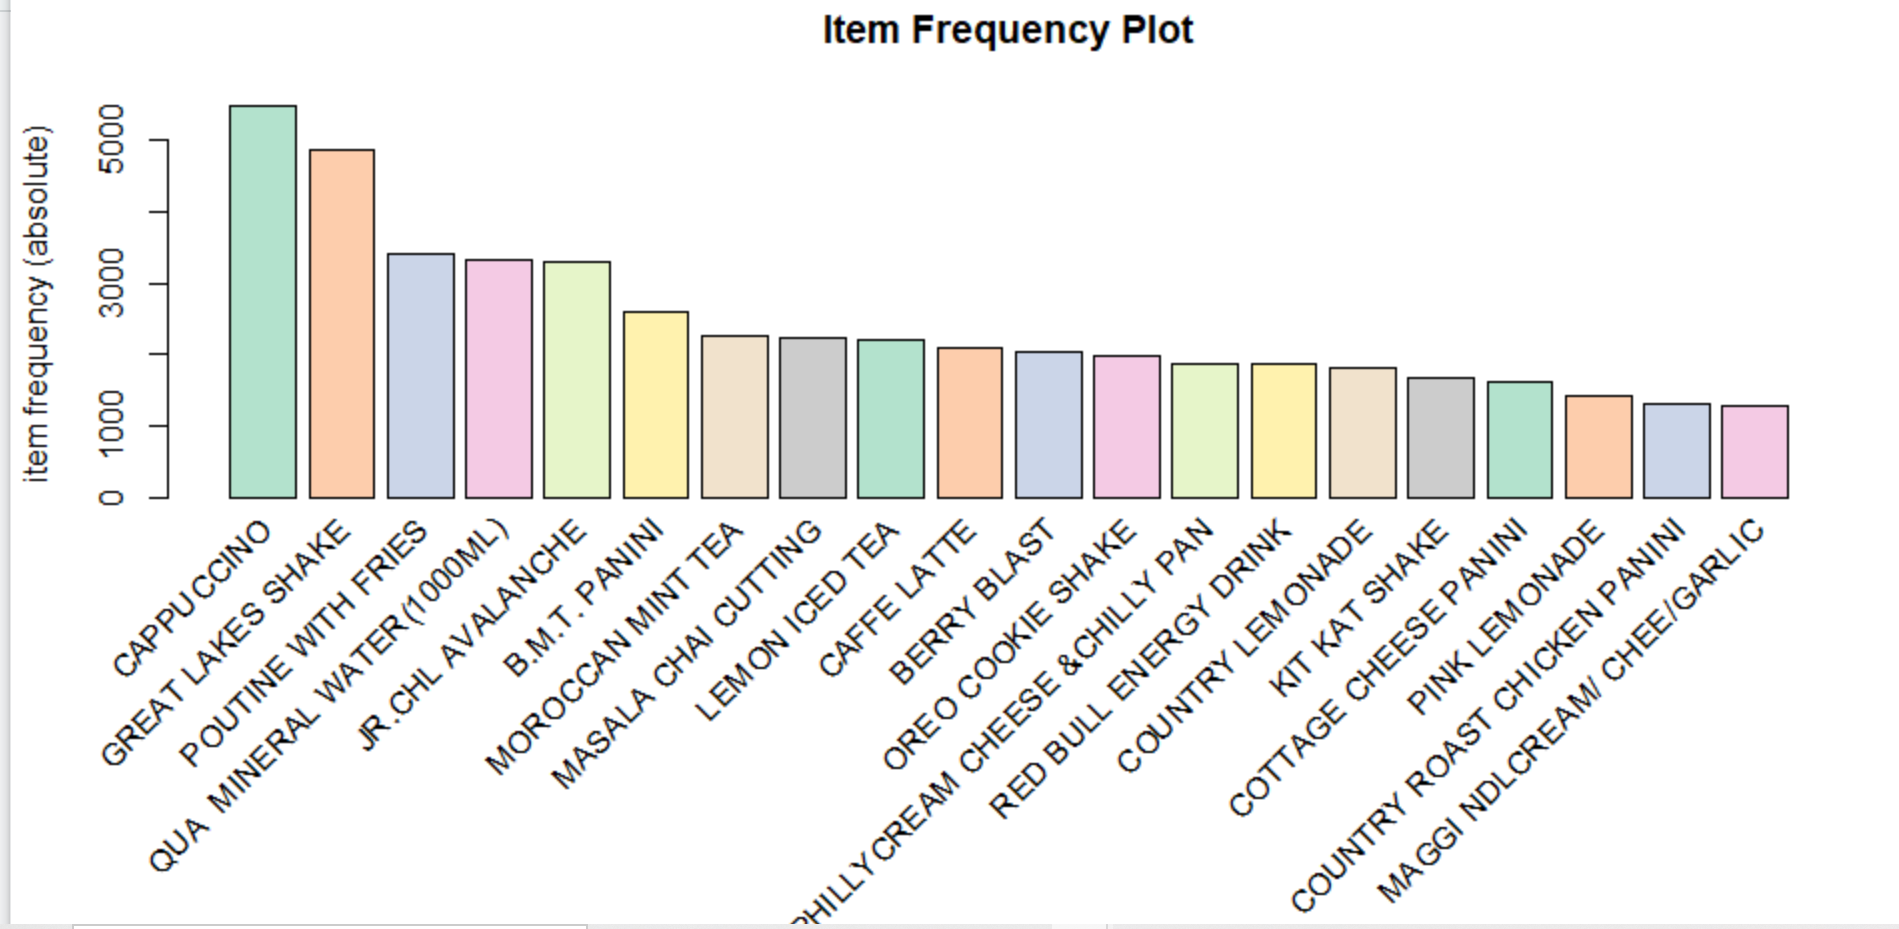 Item Frequency Plot
item frequency (absolute)
5000
3000
1000
0
CAPPUCCINO
GREAT LAKES SHAKE
POUTINE WITH FRIES
QUA MINERAL WATER(1000ML)
JR.CHL AVALANCHE
B.M.T. PANINI
MOROCCAN MINT TEA
MASALA CHAI CUTTING
LEMON ICED TEA
CAFFE LATTE
BERRY BLAST
OREO COOKIE SHAKE
PHILLYCREAM CHEESE &CHILLY PAN
RED BULL ENERGY DRINK
COUNTRY LEMONADE
KIT KAT SHAKE
COTTAGE CHEESE PANINI
PINK LEMONADE
COUNTRY ROAST CHICKEN PANINI
MAGGI NDLCREAM/ CHEE/GARLIC